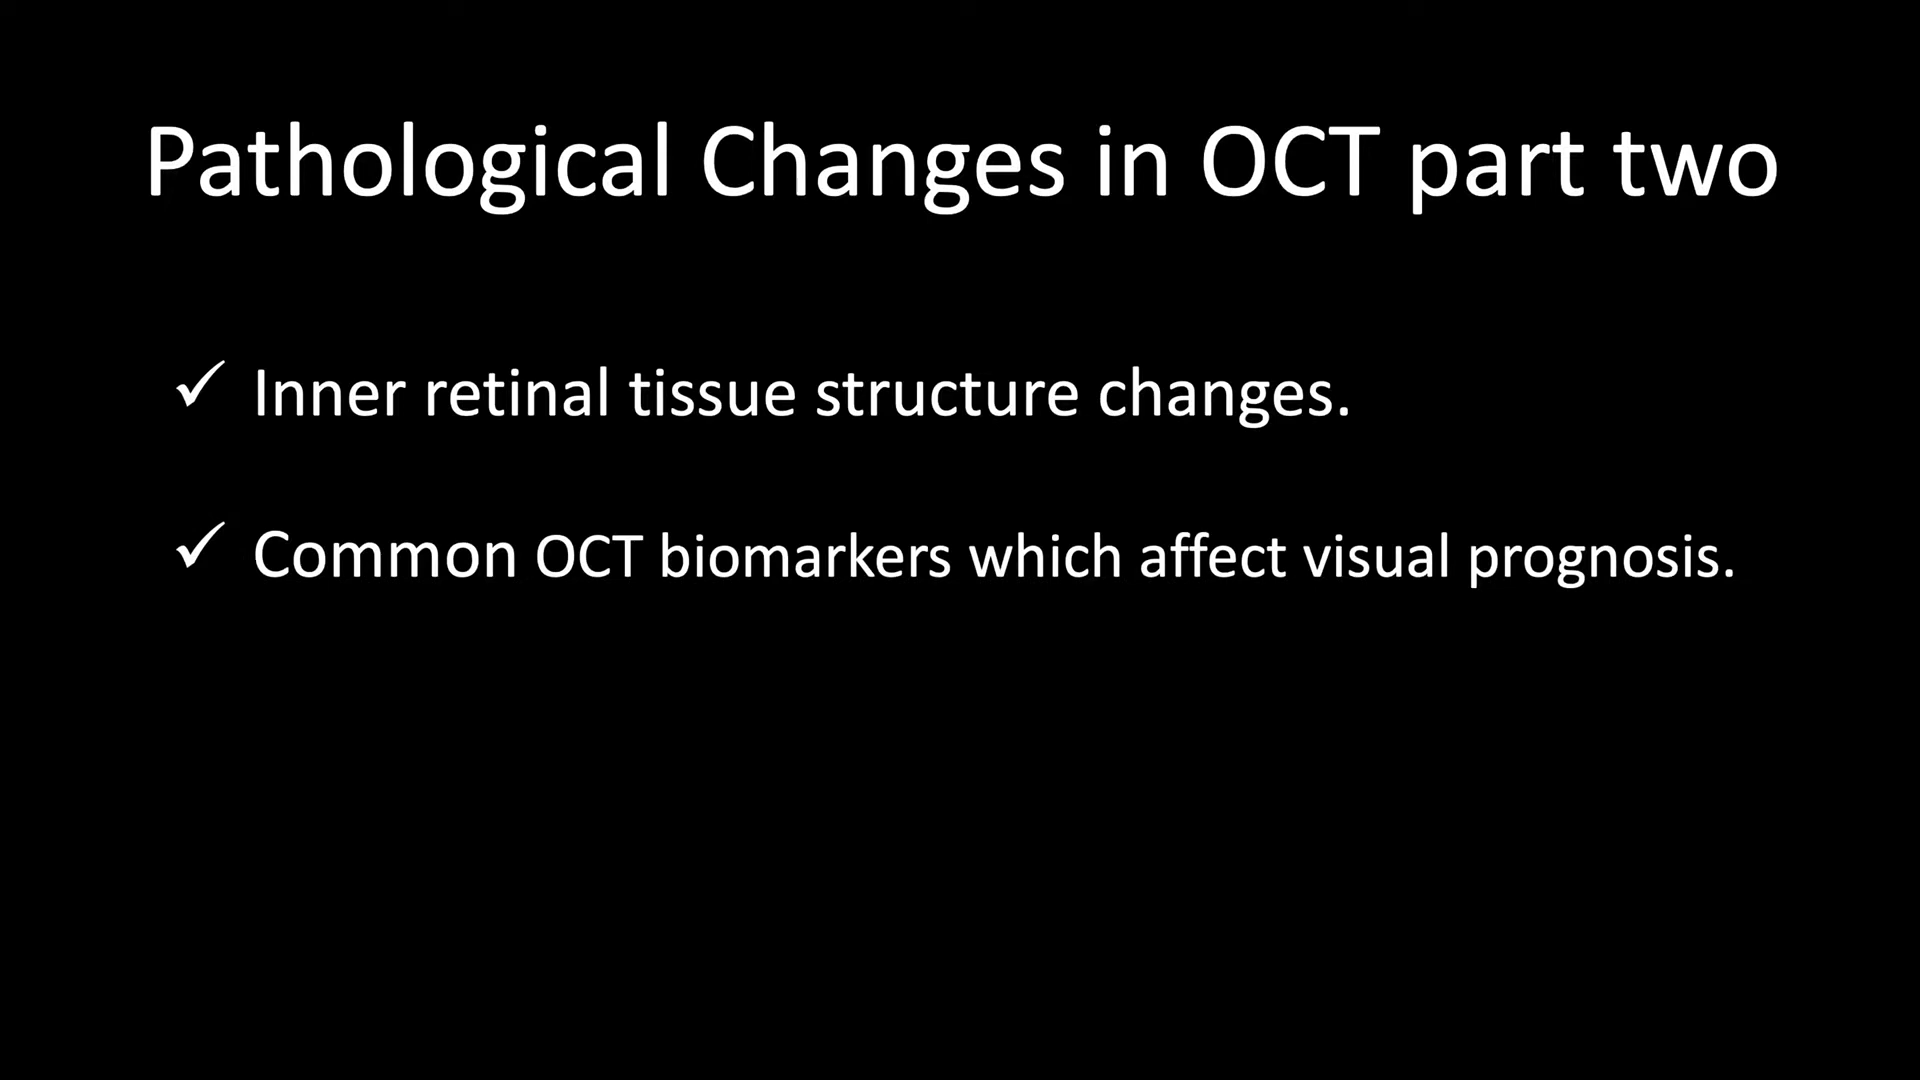 Pathological Changes in OCT part two
✓ Inner retinal tissue structure changes.
✓ Common OCT biomarkers which affect visual prognosis.